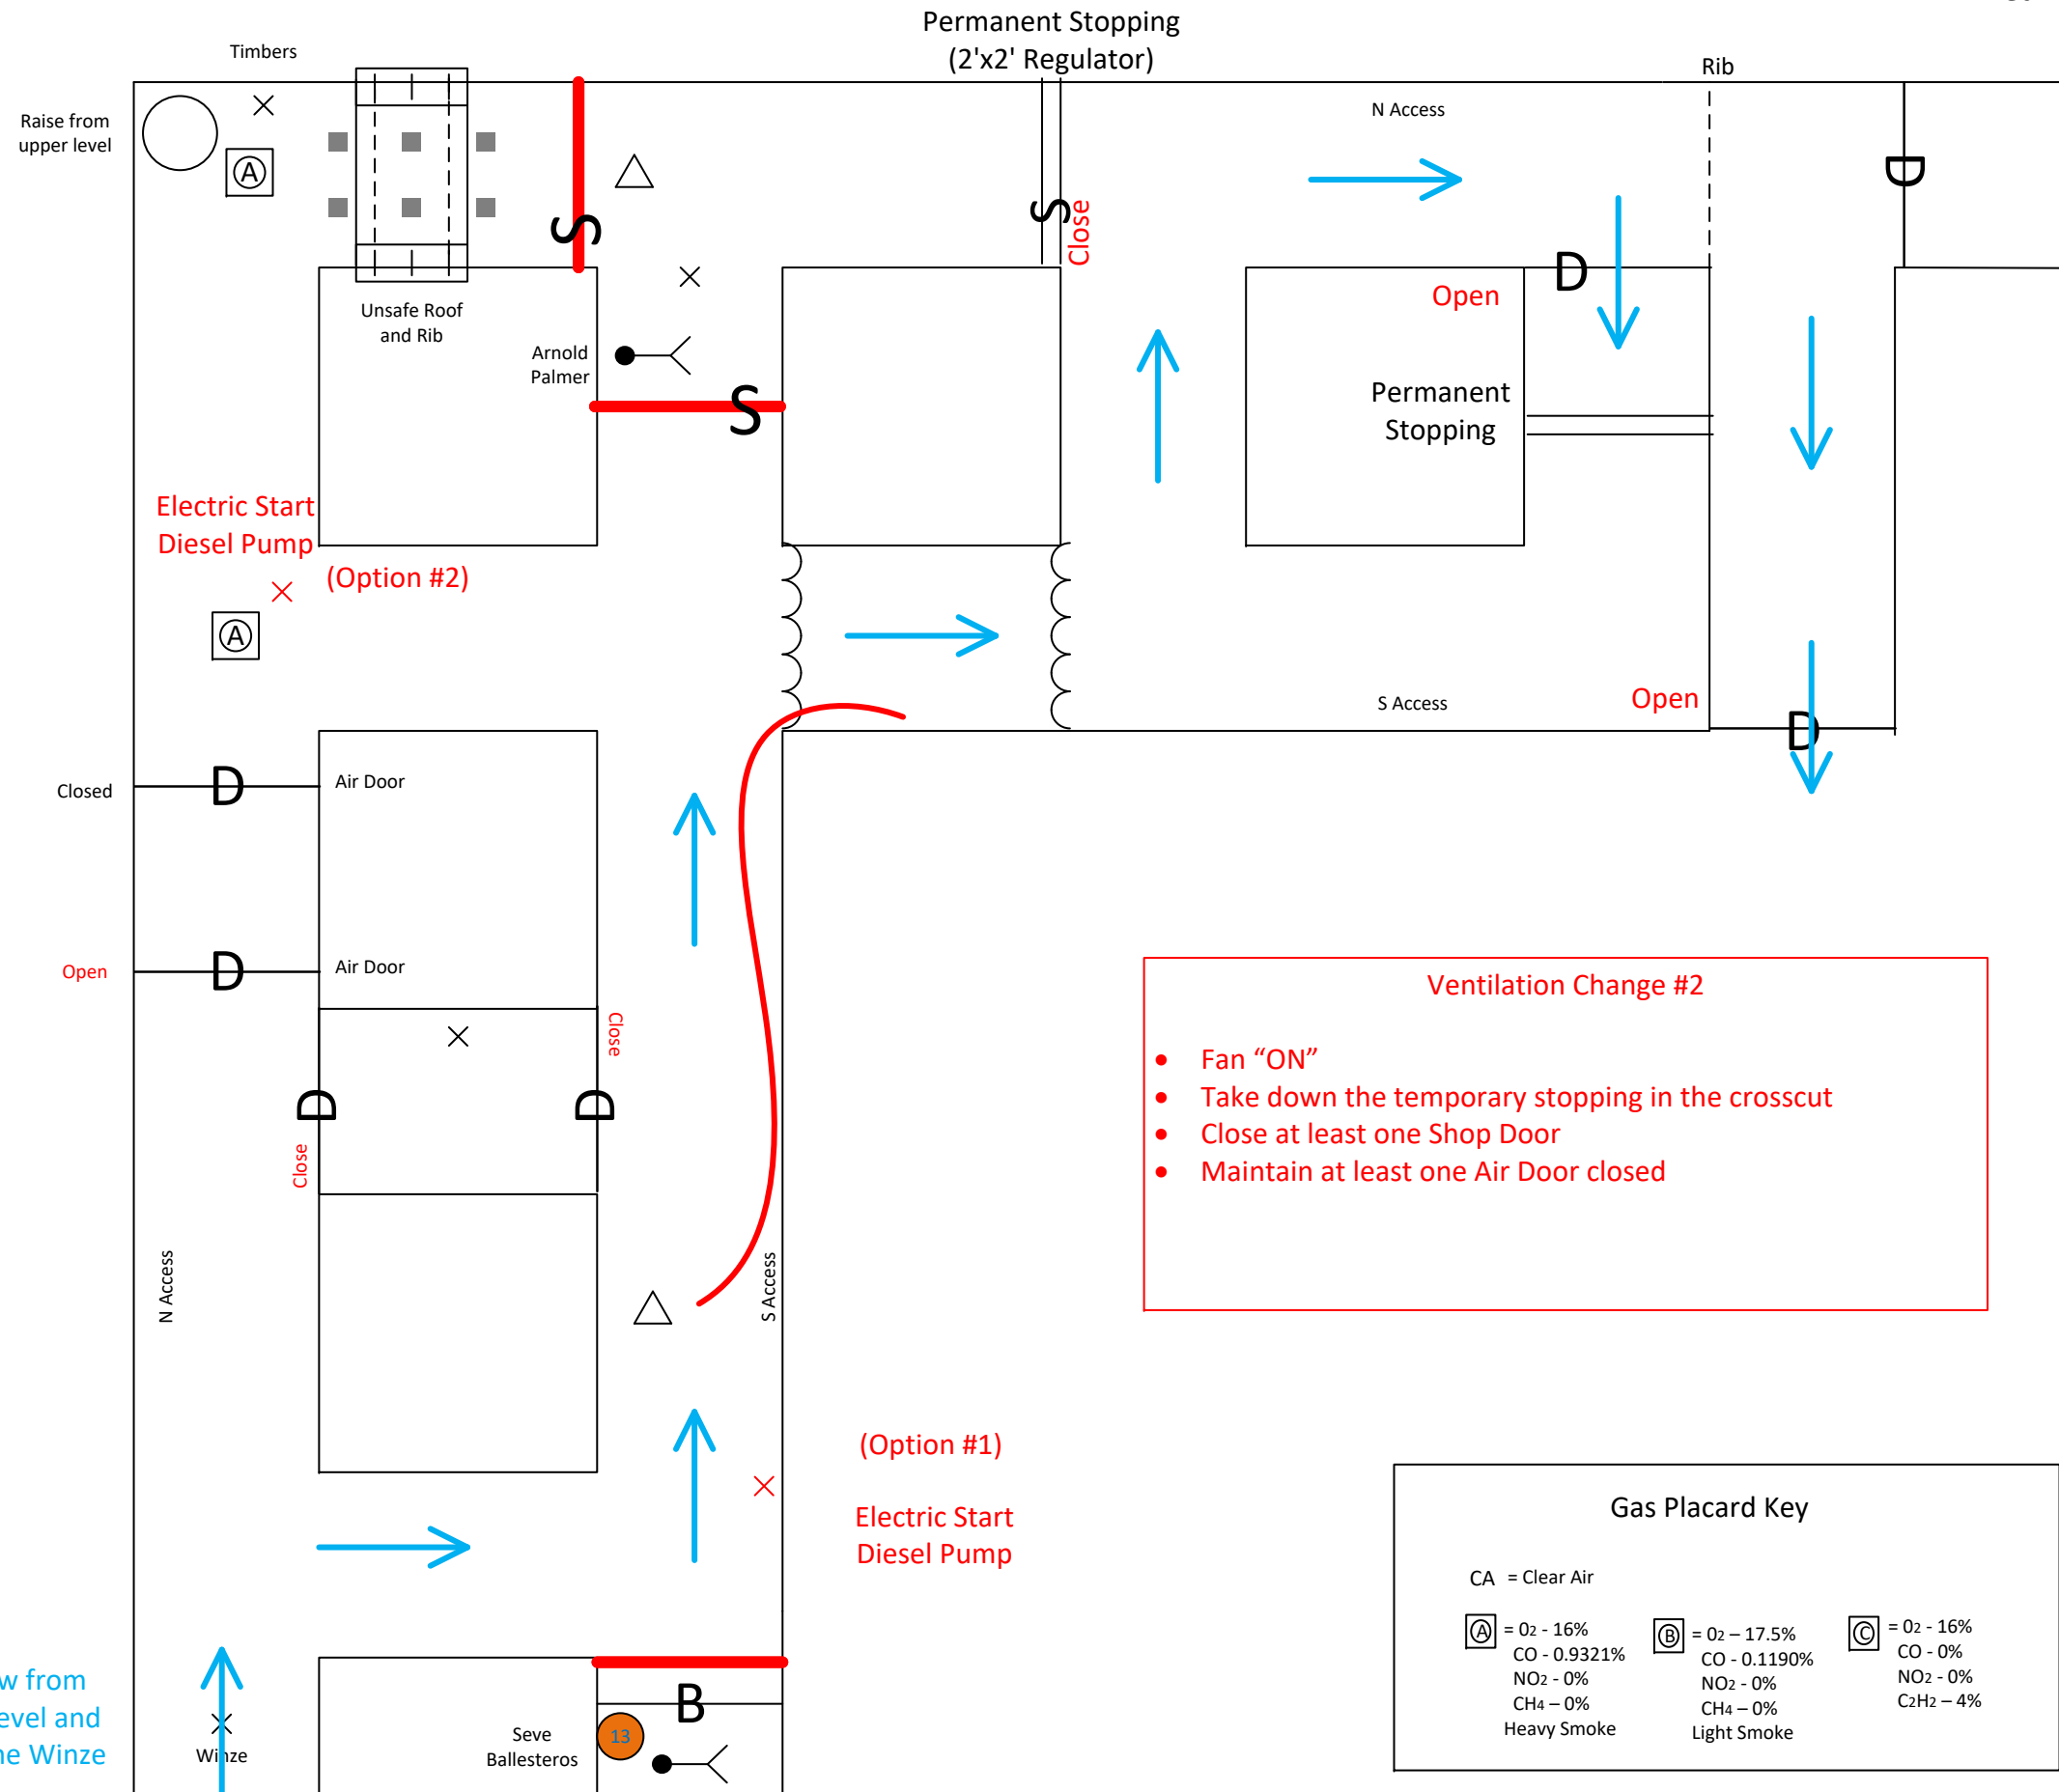 Permanent Stopping
(2'x2' Regulator)
Timbers
Rib
Raise from
upper level
A
N Access
D
S
S
Close
D
Open
Unsafe Roof
and Rib
Arnold
Palmer
S
Permanent
Stopping
Electric Start
Diesel Pump
(Option #2)
A
S Access
Open
D
Closed
D
Air Door
Open
D
Air Door
Close
D
D
Close
Ventilation Change #2
• Fan “ON”
• Take down the temporary stopping in the crosscut
• Close at least one Shop Door
• Maintain at least one Air Door closed
N Access
S Access
(Option #1)
Electric Start
Diesel Pump
Gas Placard Key
CA = Clear Air
A = 02 - 16%
CO - 0.9321%
NO2 - 0%
CH4 – 0%
Heavy Smoke
B = 02 – 17.5%
CO - 0.1190%
NO2 - 0%
CH4 – 0%
Light Smoke
C = 02 - 16%
CO - 0%
NO2 - 0%
C2H2 – 4%
from
and
Winze
Winze
Seve
Ballesteros
13
B